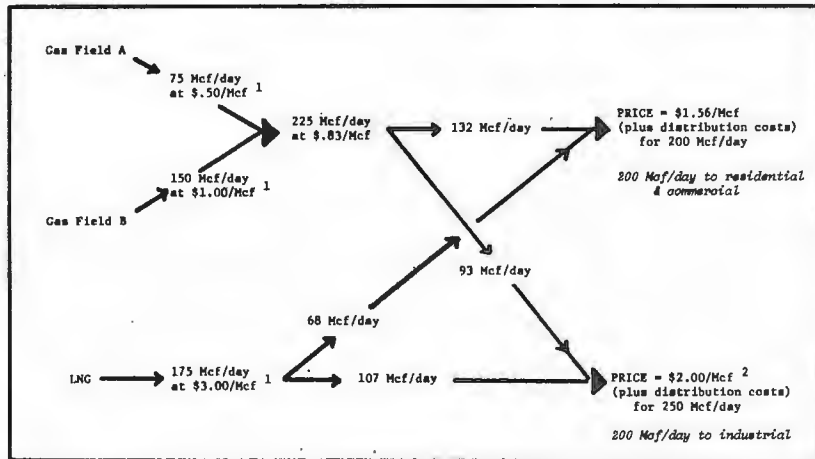 Gas Field A
75 Mcf/day
at $.50/Mcf 1
225 Mcf/day
at $.83/Mcf
132 Mcf/day
PRICE = $1.56/Mcf
(plus distribution costs)
for 200 Mcf/day
200 Mcf/day to residential
& commercial
150 Mcf/day
at $1.00/Mcf 1
Gas Field B
93 Mcf/day
68 Mcf/day
LNG
175 Mcf/day
at $3.00/Mcf 1
107 Mcf/day
PRICE = $2.00/Mcf 2
(plus distribution costs)
for 250 Mcf/day
200 Mcf/day to industrial